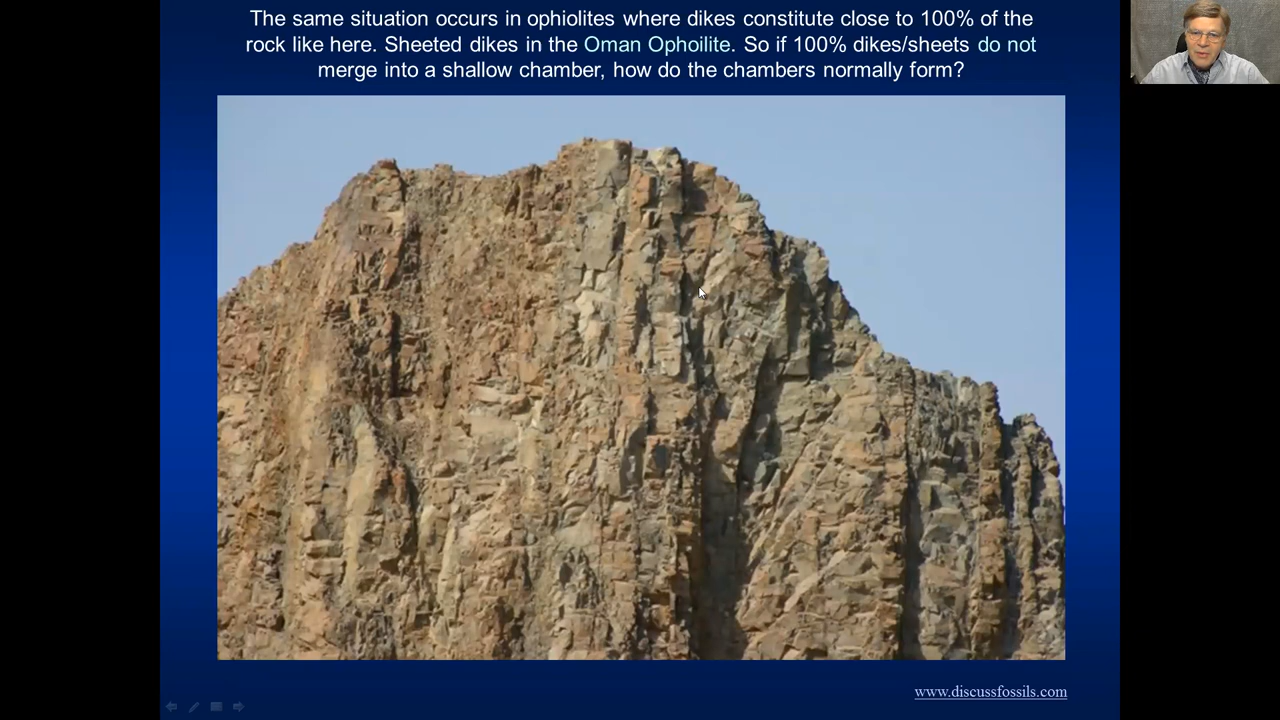 The same situation occurs in ophiolites where dikes constitute close to 100% of the
rock like here. Sheeted dikes in the Oman Ophoilite. So if 100% dikes/sheets do not
merge into a shallow chamber, how do the chambers normally form?
www.discussfossils.com